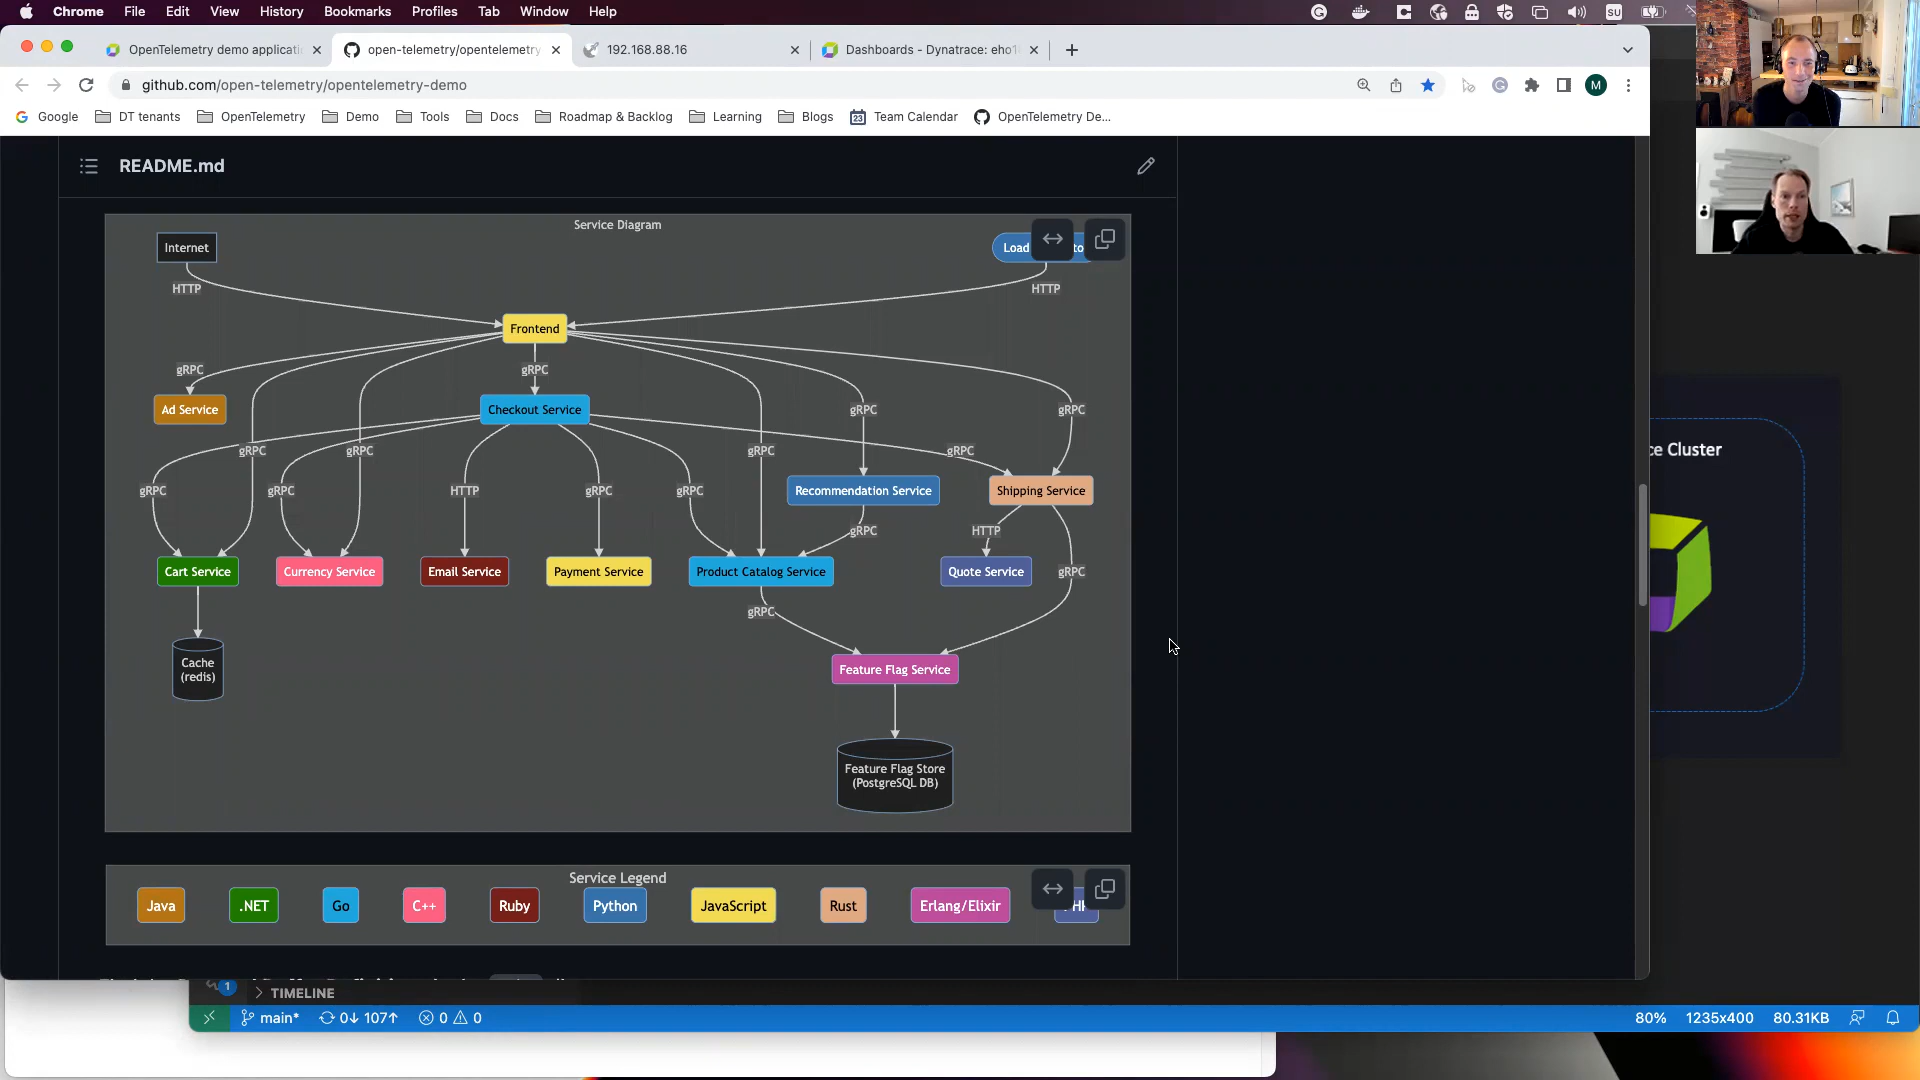 Chrome File Edit View History Bookmarks Profiles Tab Window Help
SU
OpenTelemetry demo applicati
open-telemetry/opentelemetry
192.168.88.16
Dashboards - Dynatrace: eho1
github.com/open-telemetry/opentelemetry-demo
M
Google DT tenants OpenTelemetry Demo Tools Docs Roadmap & Backlog Learning Blogs 23 Team Calendar OpenTelemetry De...
README.md
Service Diagram
Internet
Load
to
HTTP
HTTP
Frontend
gRPC
gRPC
Ad Service
Checkout Service
gRPC
gRPC
gRPC
gRPC
gRPC
gRPC
ce Cluster
gRPC
gRPC
HTTP
gRPC
gRPC
Recommendation Service
Shipping Service
gRPC
HTTP
Cart Service
Currency Service
Email Service
Payment Service
Product Catalog Service
Quote Service
gRPC
gRPC
Cache
(redis)
Feature Flag Service
Feature Flag Store
(PostgreSQL DB)
Service Legend
Java
.NET
Go
C++
Ruby
Python
JavaScript
Rust
Erlang/Elixir
1
TIMELINE
main* 0↓ 107↑ 0 0
80% 1235x400 80.31KB